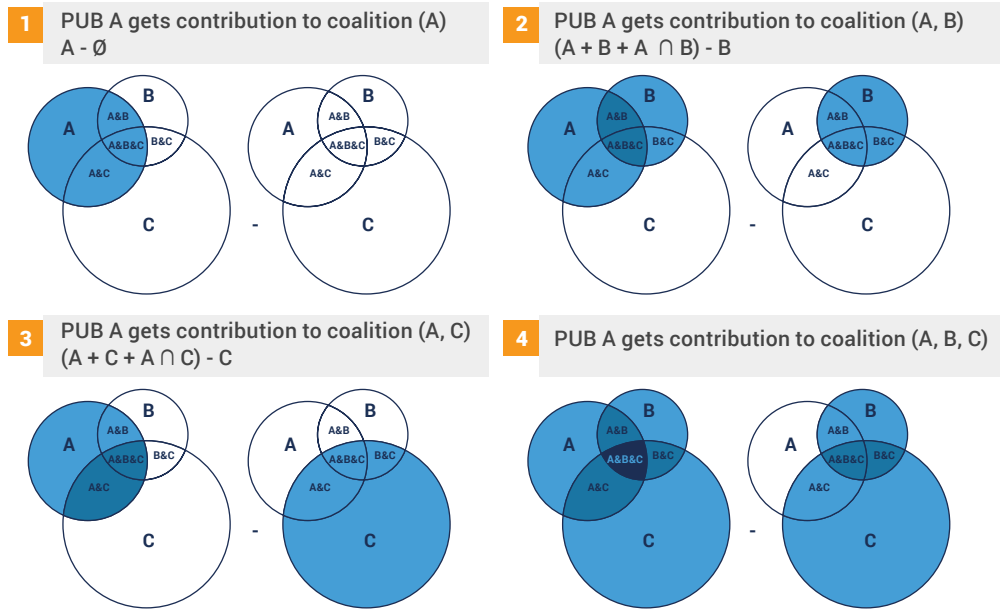 1
PUB A gets contribution to coalition (A)
A - Ø
B
A
A&B
A&B&C
B&C
A&C
C
-
B
A
A&B
A&B&C
B&C
A&C
C
2
PUB A gets contribution to coalition (A, B)
(A + B + A ∩ B) - B
B
A
A&B
A&B&C
B&C
A&C
C
-
B
A
A&B
A&B&C
B&C
A&C
C
3
PUB A gets contribution to coalition (A, C)
(A + C + A ∩ C) - C
B
A
A&B
A&B&C
B&C
A&C
C
-
B
A
A&B
A&B&C
B&C
A&C
C
4
PUB A gets contribution to coalition (A, B, C)
B
A
A&B
A&B&C
B&C
A&C
C
-
B
A
A&B
A&B&C
B&C
A&C
C